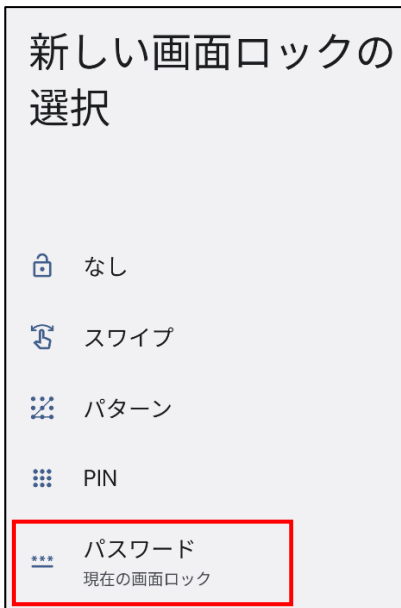 新しい画面ロックの
選択
なし
スワイプ
パターン
PIN
パスワード
現在の画面ロック